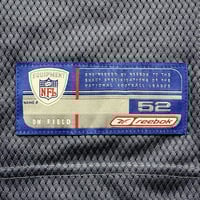 EQUIPMENT
NFL
ENGINEERED BY REEBOK TO THE
EXACT SPECIFICATIONS OF THE
NATIONAL FOOTBALL LEAGUE
52
ON FIELD
Reebok